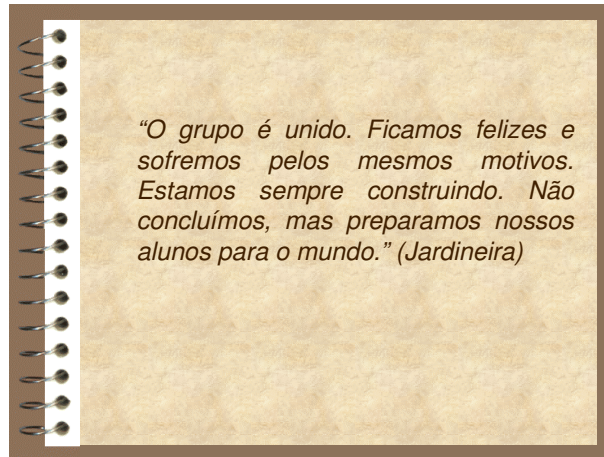 “O grupo é unido. Ficamos felizes e
sofremos pelos mesmos motivos.
Estamos sempre construindo. Não
concluímos, mas preparamos nossos
alunos para o mundo.” (Jardineira)